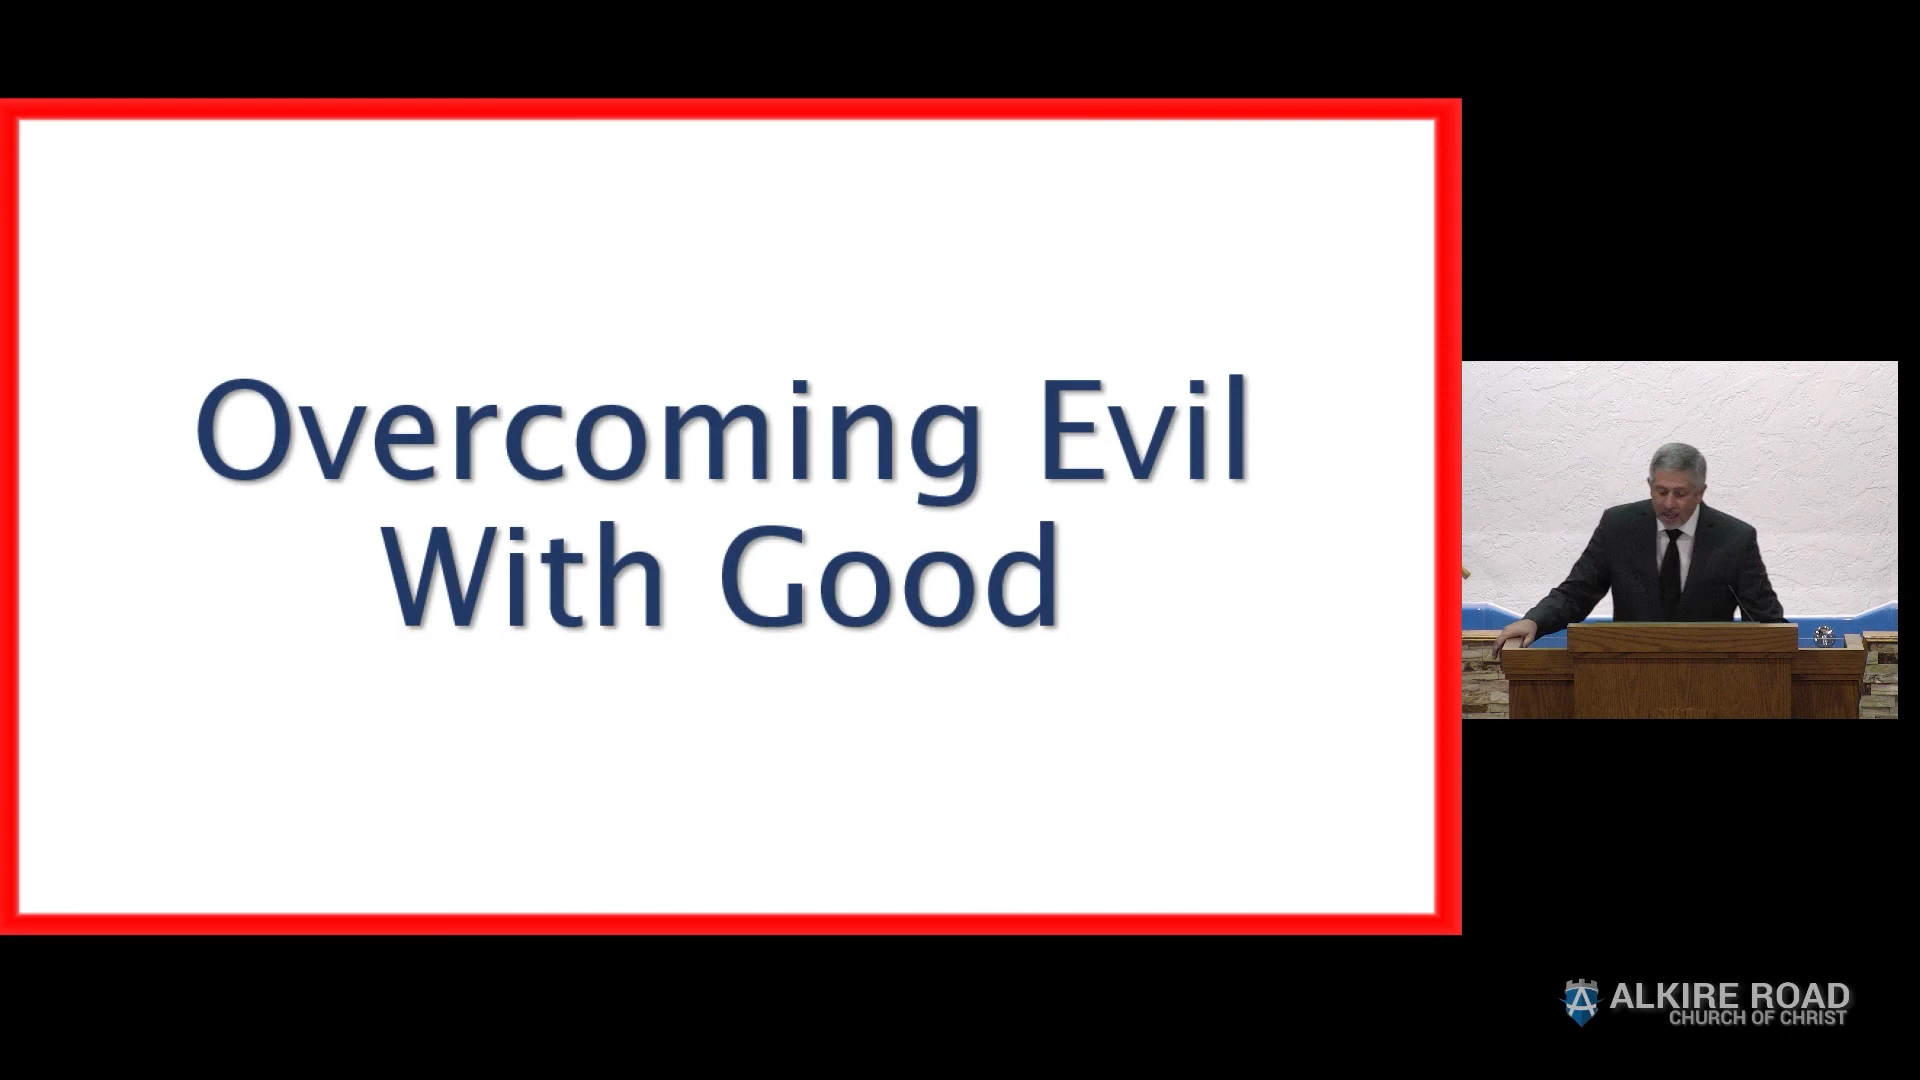 Overcoming Evil
With Good
ALKIRE ROAD
CHURCH OF CHRIST